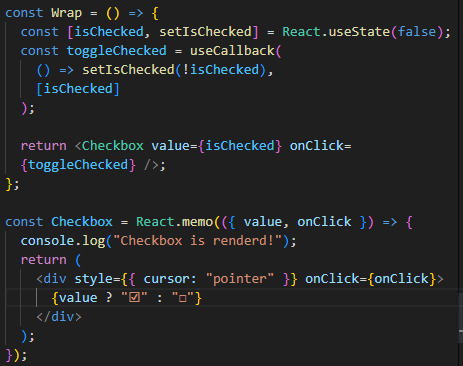 const Wrap = () => {
  const [isChecked, setIsChecked] = React.useState(false);
  const toggleChecked = useCallback(
    () => setIsChecked(!isChecked),
    [isChecked]
  );

  return <Checkbox value={isChecked} onClick=
  {toggleChecked} />;
};

const Checkbox = React.memo(({ value, onClick }) => {
  console.log("Checkbox is renderd!");
  return (
    <div style={{ cursor: "pointer" }} onClick={onClick}>
      {value ? "☑" : "□"}
    </div>
  );
});